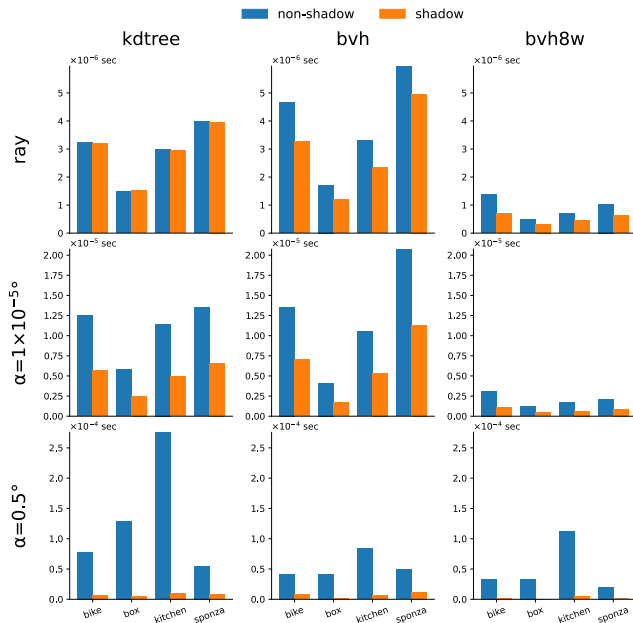 non-shadow shadow
kdtree bvh bvh8w
ray
×10⁻⁶ sec ×10⁻⁶ sec ×10⁻⁶ sec
5 5 5
4 4 4
3 3 3
2 2 2
1 1 1
0 0 0
α=1×10⁻⁵°
×10⁻⁵ sec ×10⁻⁵ sec ×10⁻⁵ sec
2.00 2.00 2.00
1.75 1.75 1.75
1.50 1.50 1.50
1.25 1.25 1.25
1.00 1.00 1.00
0.75 0.75 0.75
0.50 0.50 0.50
0.25 0.25 0.25
0.00 0.00 0.00
α=0.5°
×10⁻⁴ sec ×10⁻⁴ sec ×10⁻⁴ sec
2.5 2.5 2.5
2.0 2.0 2.0
1.5 1.5 1.5
1.0 1.0 1.0
0.5 0.5 0.5
0.0 0.0 0.0
bike box kitchen sponza bike box kitchen sponza bike box kitchen sponza